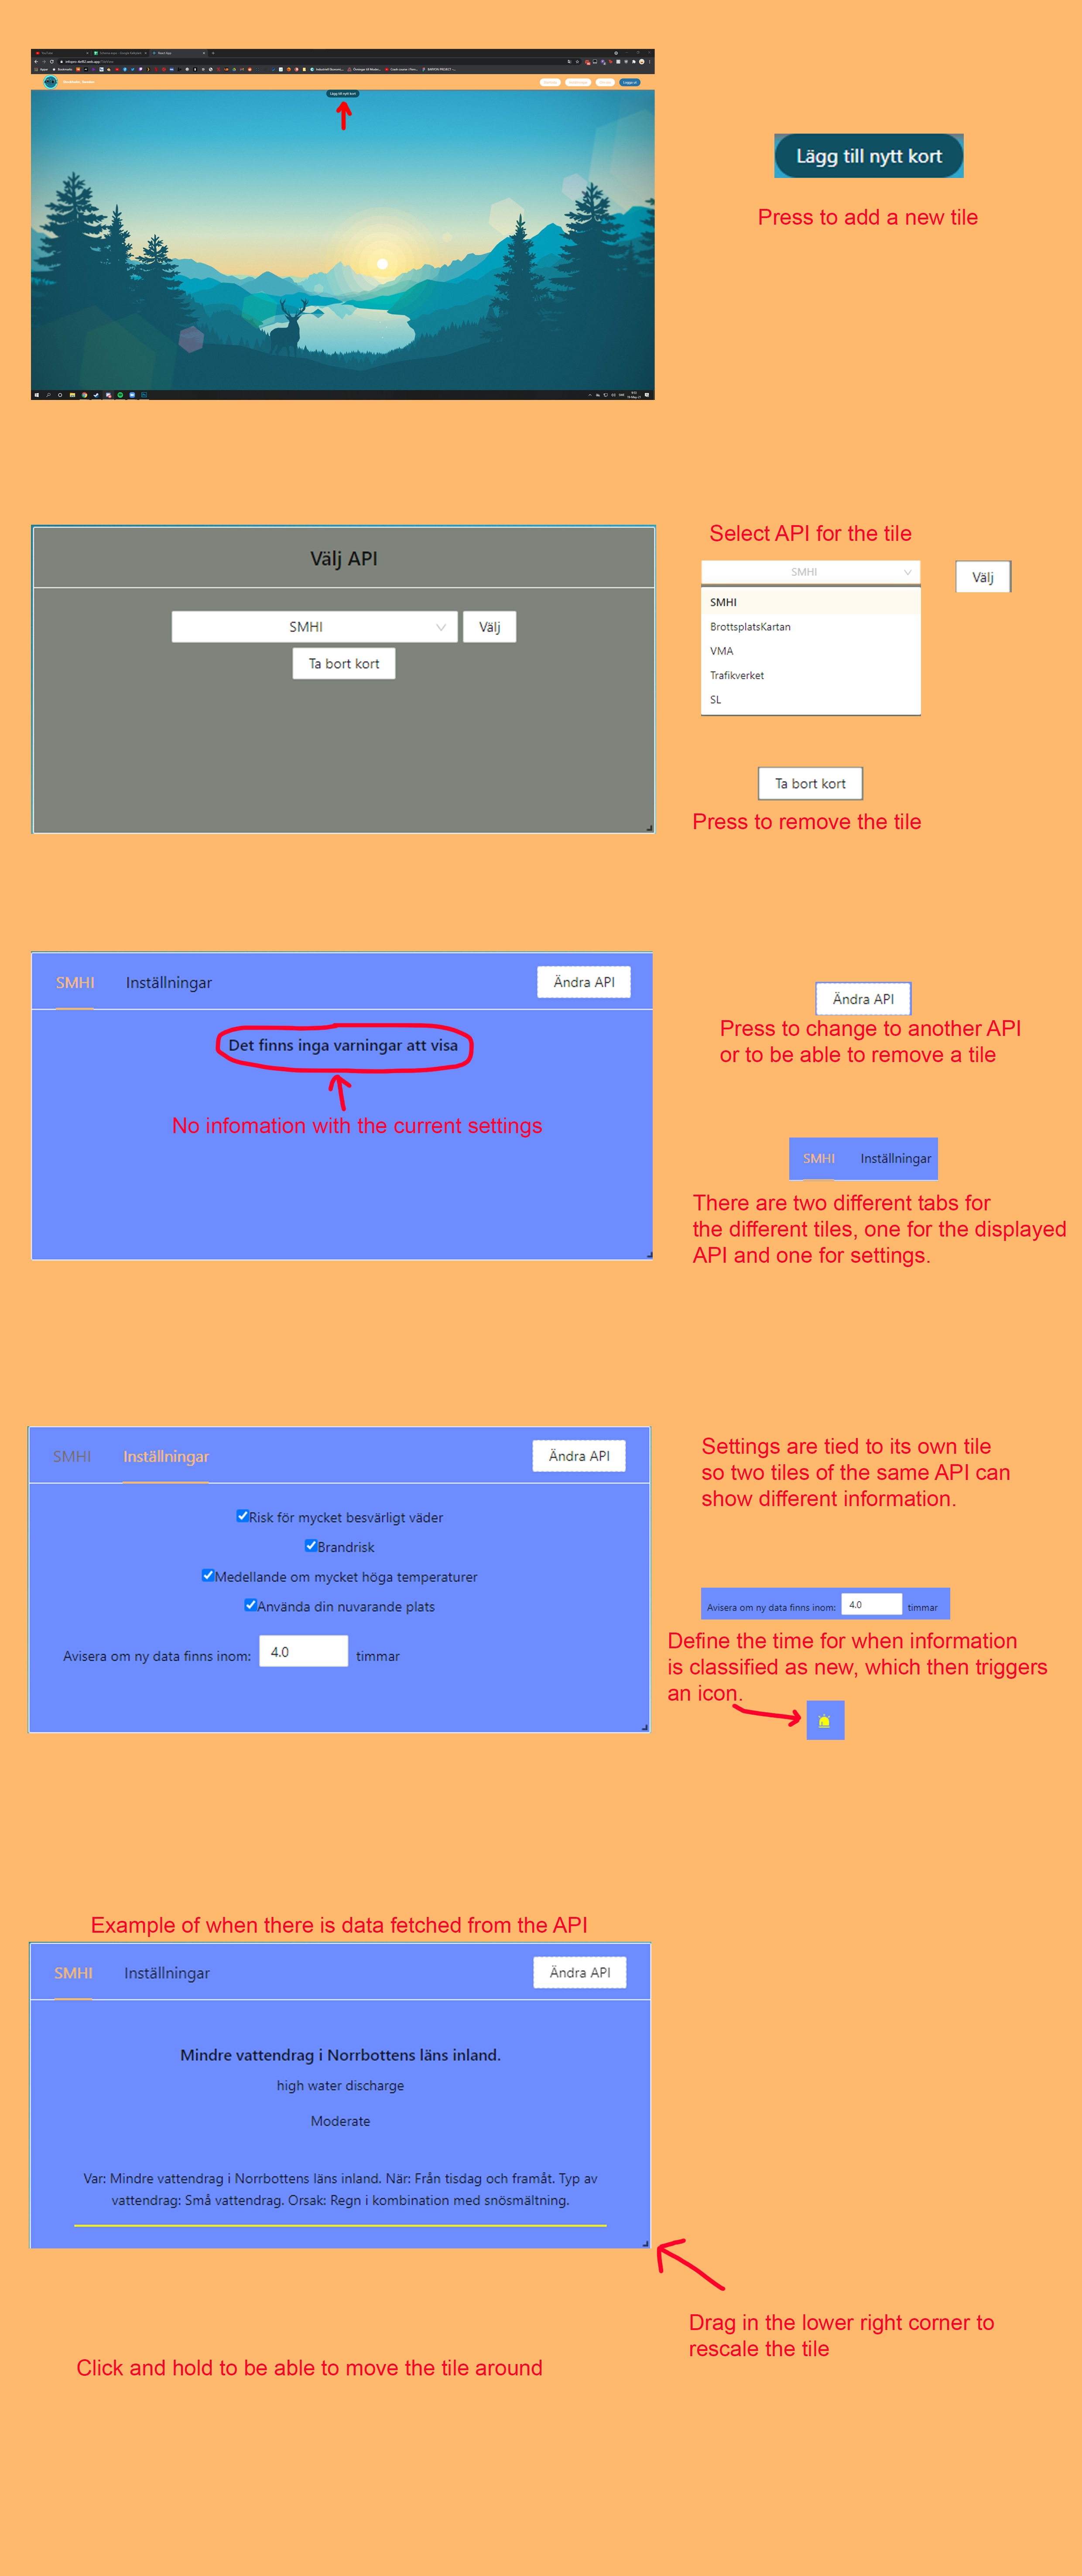 YouTube
React App
Bookmarks
Lägg till nytt kort
Logga ut
Lägg till nytt kort
Press to add a new tile
Välj API
SMHI
Välj
Ta bort kort
Select API for the tile
SMHI
Välj
SMHI
BrottsplatsKartan
VMA
Trafikverket
SL
Ta bort kort
Press to remove the tile
SMHI
Inställningar
Ändra API
Det finns inga varningar att visa
No infomation with the current settings
Ändra API
Press to change to another API
or to be able to remove a tile
SMHI
Inställningar
There are two different tabs for
the different tiles, one for the displayed
API and one for settings.
SMHI
Inställningar
Ändra API
Risk för mycket besvärligt väder
Brandrisk
Medellande om mycket höga temperaturer
Använda din nuvarande plats
Avisera om ny data finns inom: 4.0 timmar
Settings are tied to its own tile
so two tiles of the same API can
show different information.
Avisera om ny data finns inom: 4.0 timmar
Define the time for when information
is classified as new, which then triggers
an icon.
Example of when there is data fetched from the API
SMHI
Inställningar
Ändra API
Mindre vattendrag i Norrbottens läns inland.
high water discharge
Moderate
Var: Mindre vattendrag i Norrbottens läns inland. När: Från tisdag och framåt. Typ av
vattendrag: Små vattendrag. Orsak: Regn i kombination med snösmältning.
Drag in the lower right corner to
rescale the tile
Click and hold to be able to move the tile around